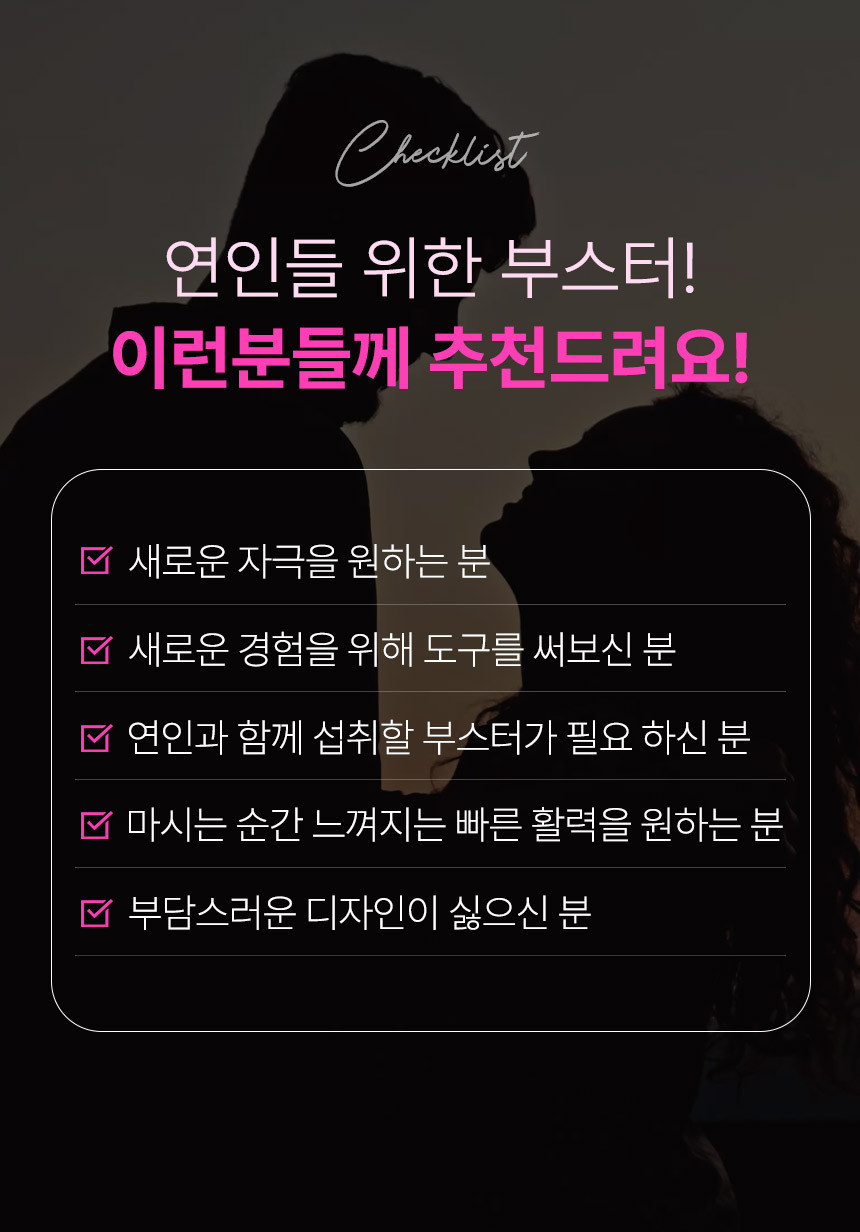 Checklist
연인들 위한 부스터!
이런분들께 추천드려요!
새로운 자극을 원하는 분
새로운 경험을 위해 도구를 써보신 분
연인과 함께 섭취할 부스터가 필요 하신 분
마시는 순간 느껴지는 빠른 활력을 원하는 분
부담스러운 디자인이 싫으신 분